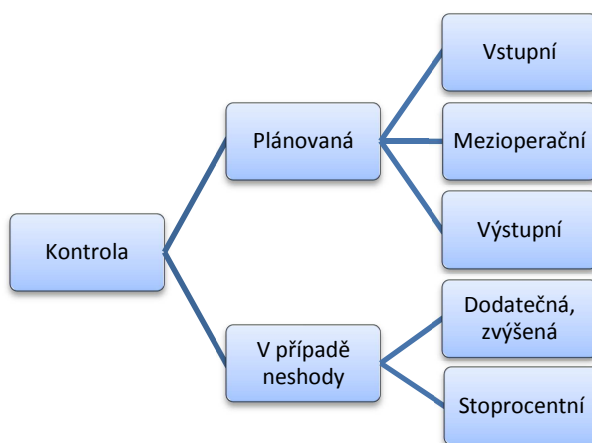 Kontrola
Plánovaná
Vstupní
Mezioperační
Výstupní
V případě
neshody
Dodatečná,
zvýšená
Stoprocentní